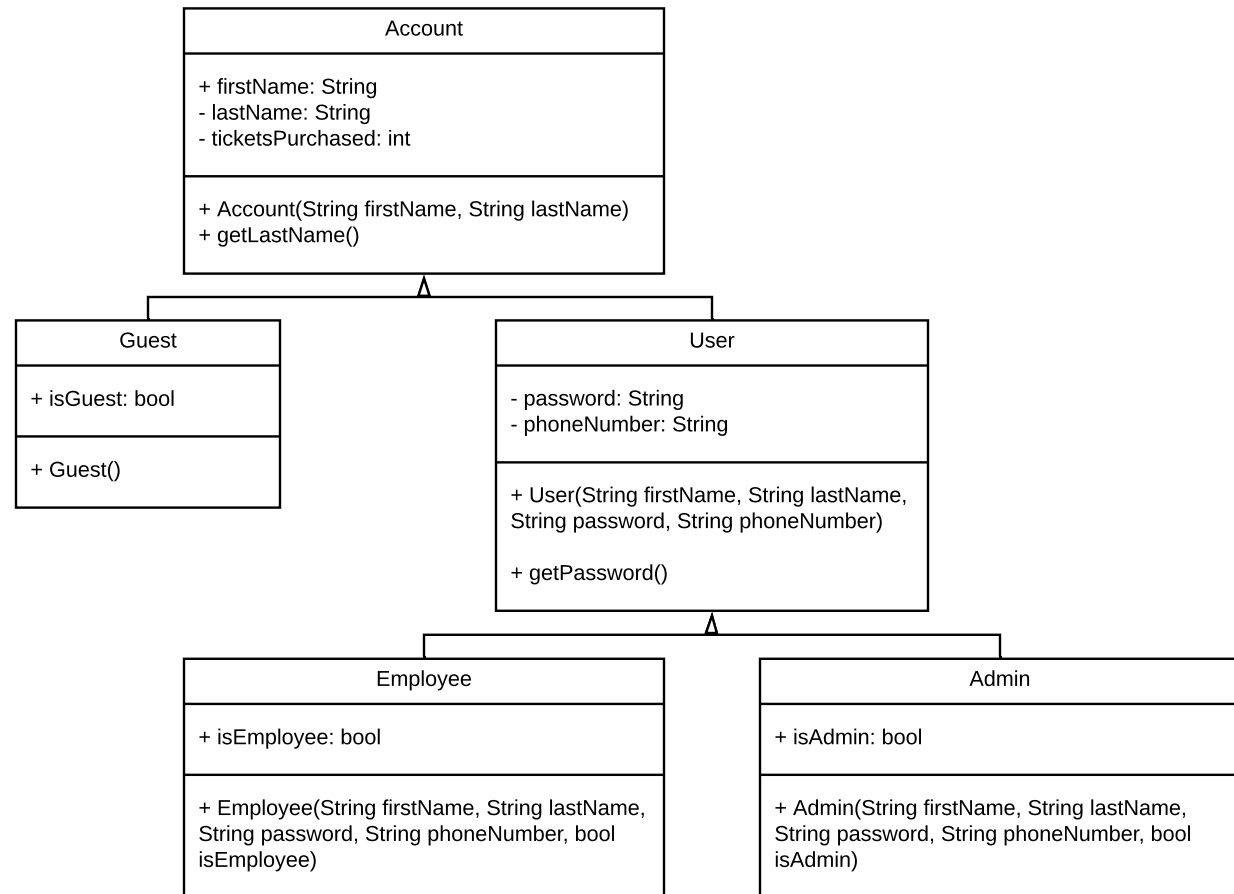 Account
+ firstName: String
- lastName: String
- ticketsPurchased: int
+ Account(String firstName, String lastName)
+ getLastName()
Guest
+ isGuest: bool
+ Guest()
User
- password: String
- phoneNumber: String
+ User(String firstName, String lastName,
String password, String phoneNumber)
+ getPassword()
Employee
+ isEmployee: bool
+ Employee(String firstName, String lastName,
String password, String phoneNumber, bool
isEmployee)
Admin
+ isAdmin: bool
+ Admin(String firstName, String lastName,
String password, String phoneNumber, bool
isAdmin)